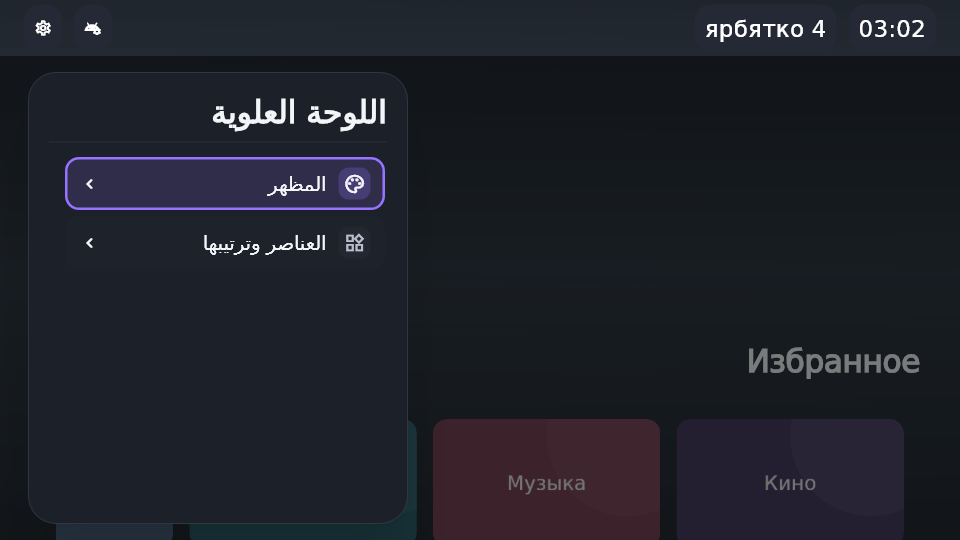 ярбятко 4
03:02
اللوحة العلوية
المظهر
العناصر وترتيبها
Избранное
Музыка
Кино